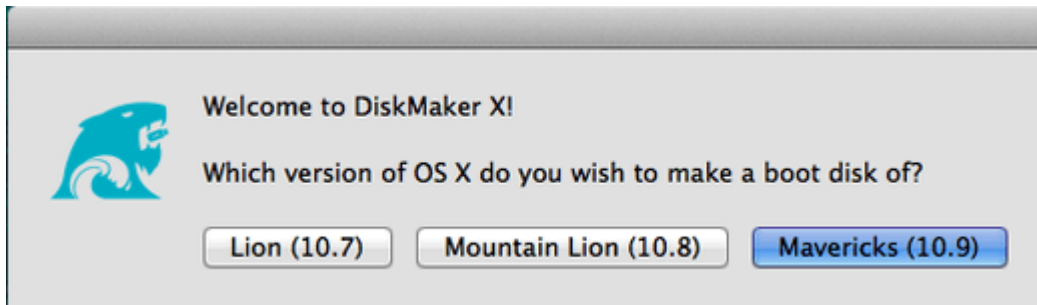 Welcome to DiskMaker X!
Which version of OS X do you wish to make a boot disk of?
Lion (10.7) Mountain Lion (10.8) Mavericks (10.9)